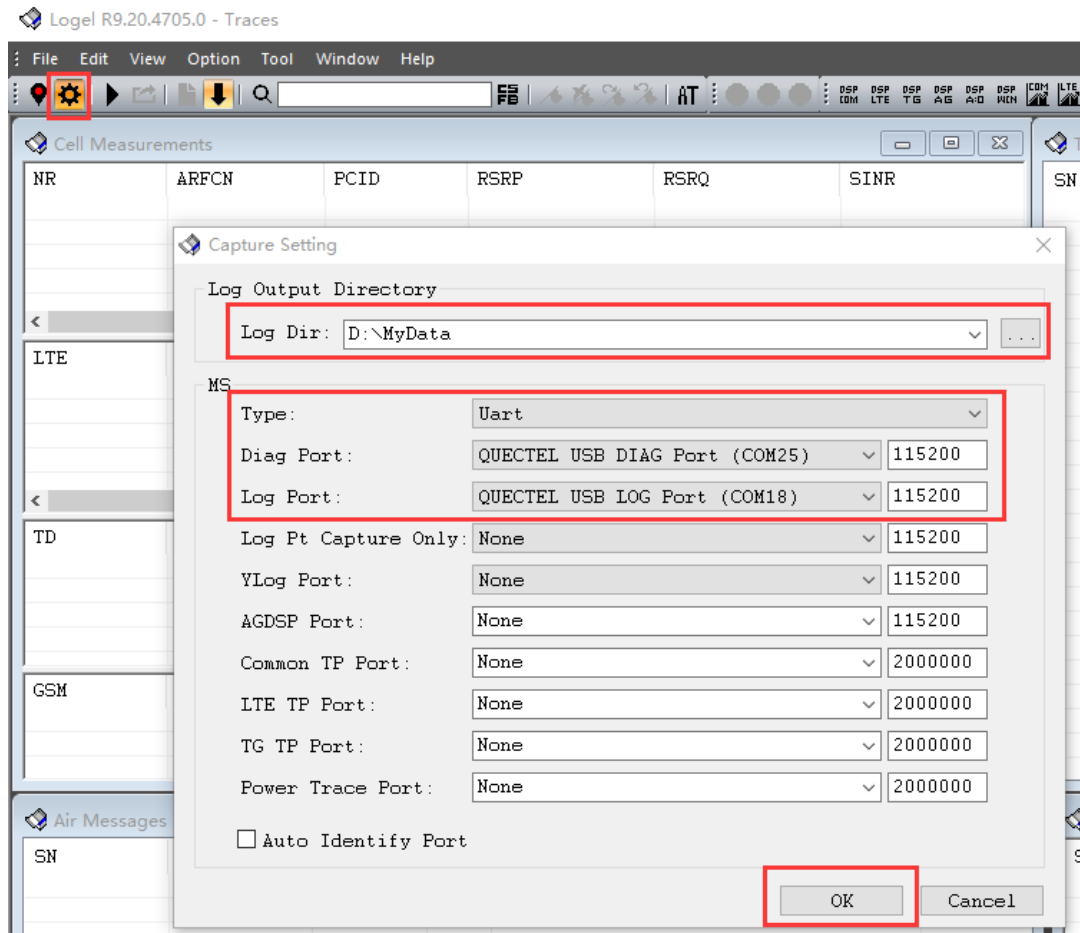 Logel R9.20.4705.0 - Traces
File Edit View Option Tool Window Help
AT DSP COM DSP LTE DSP TG DSP AG DSP A:D DSP WCN COM LTE
Cell Measurements
NR ARFCN PCID RSRP RSRQ SINR
SN
Capture Setting
Log Output Directory
Log Dir: D:\MyData ...
LTE
MS
Type: Uart
Diag Port: QUECTEL USB DIAG Port (COM25) 115200
Log Port: QUECTEL USB LOG Port (COM18) 115200
TD
Log Pt Capture Only: None 115200
YLog Port: None 115200
AGDSP Port: None 115200
Common TP Port: None 2000000
GSM
LTE TP Port: None 2000000
TG TP Port: None 2000000
Power Trace Port: None 2000000
Air Messages
Auto Identify Port
SN
OK Cancel